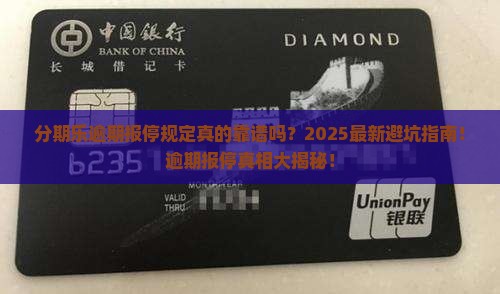 中国银行
BANK OF CHINA
DIAMOND
长城借记卡
分期乐逾期报停规定真的靠谱吗？2025最新避坑指南！
逾期报停真相大揭秘！
6235
MONTH/YEAR
VALID
THRU
UnionPay
银联